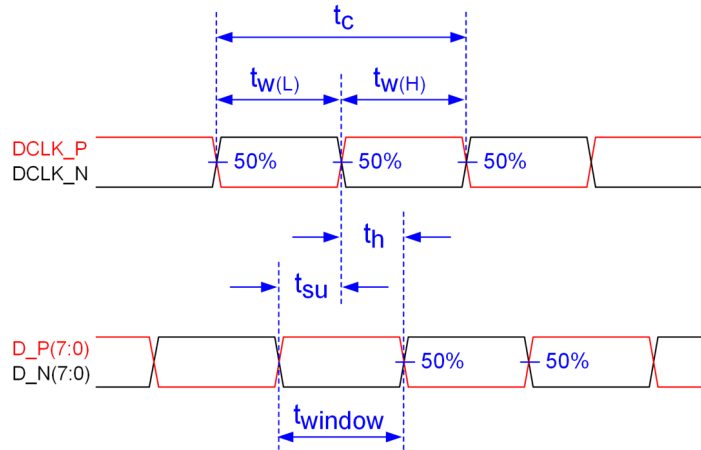 tc
tw(L) tw(H)
DCLK_P
DCLK_N
50% 50% 50%
th
tsu
D_P(7:0)
D_N(7:0)
50% 50%
twindow